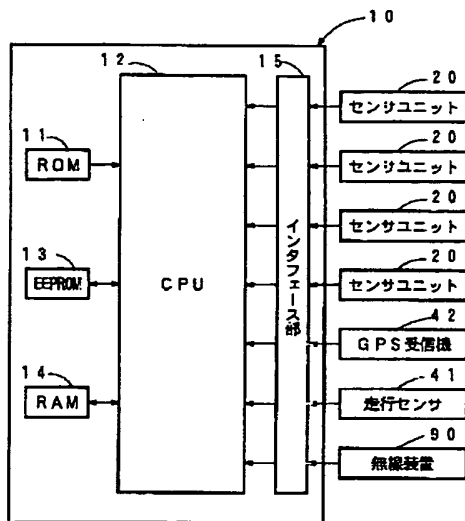 10
12
15
20
センサユニット
11
ROM
20
センサユニット
20
センサユニット
13
EEPROM
CPU
インタフェース部
20
センサユニット
42
GPS受信機
14
RAM
41
走行センサ
90
無線装置